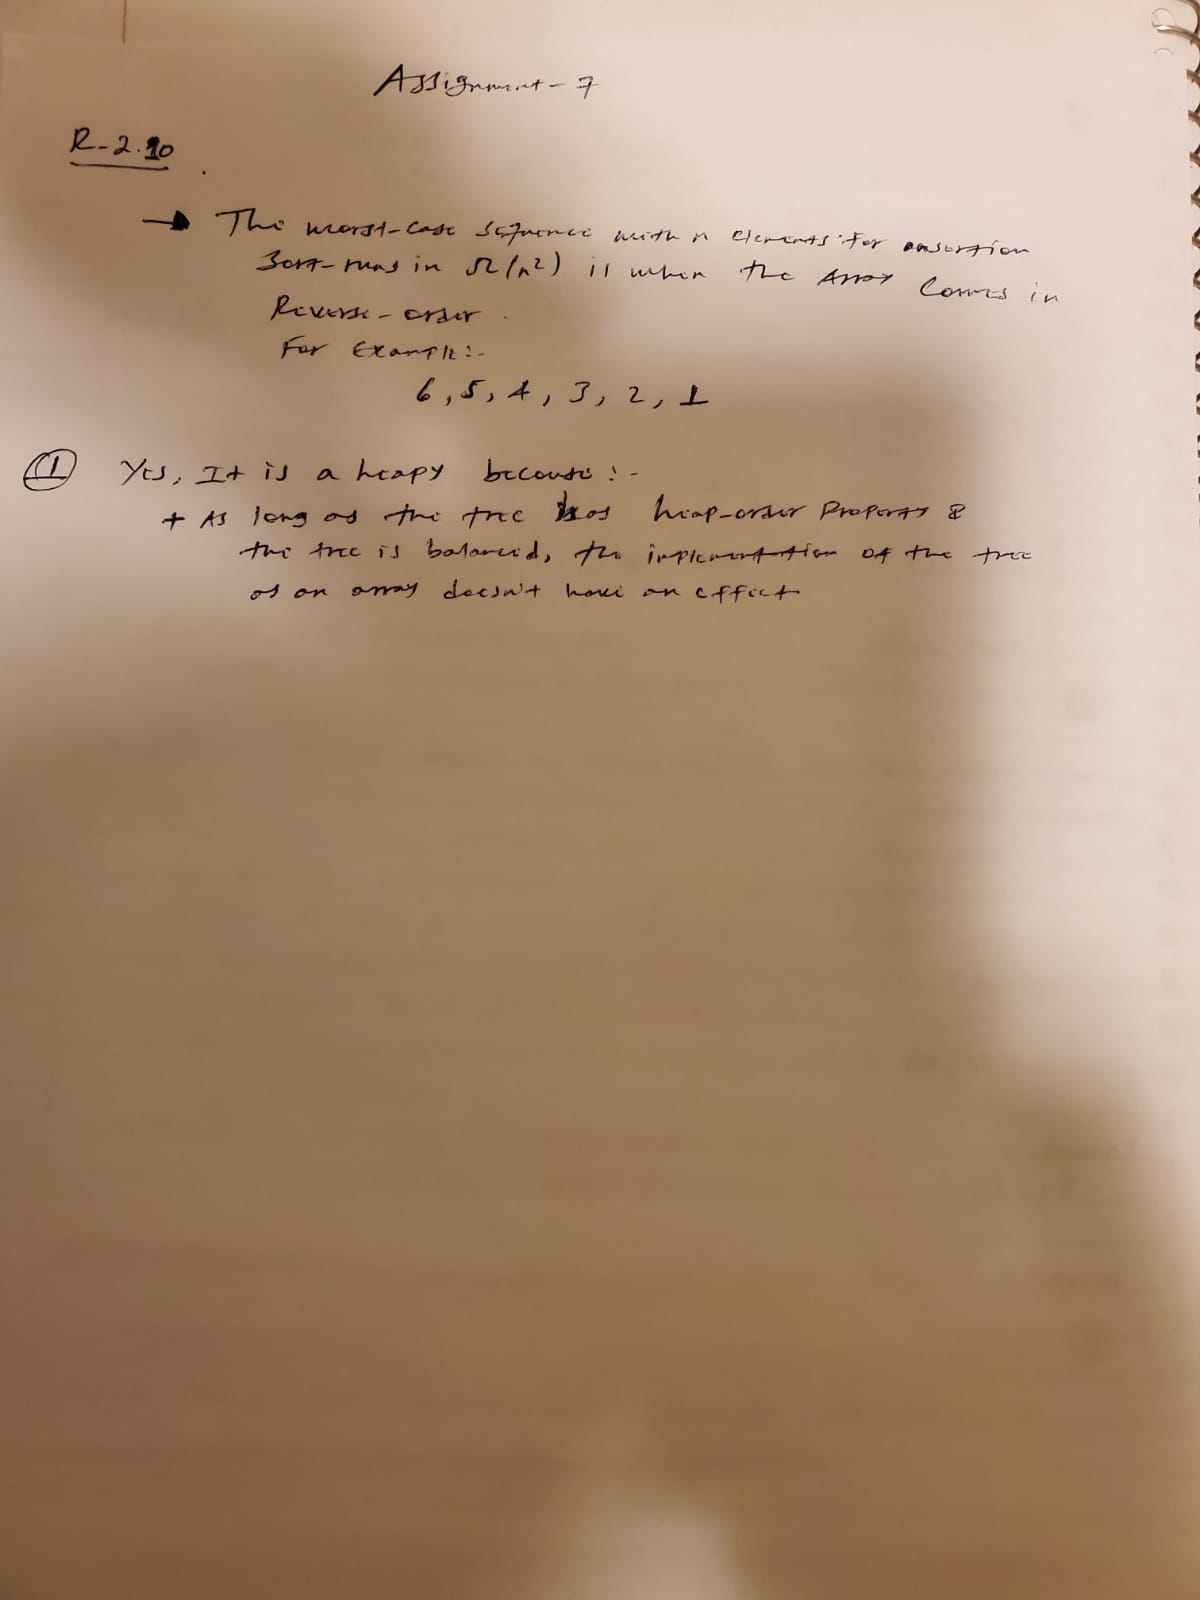 Assignment - 7
R-2.10
→ The worst-case sequence with n elements for insertion
Sort-runs in Ω(n²) is when the Array Comes in
Reverse-order.
For Example:-
6, 5, 4, 3, 2, 1
① Yes, It is a heapy because:-
+ As long as the tree has heap-order Property &
the tree is balanced, the implementation of the tree
as an array doesn't have an effect